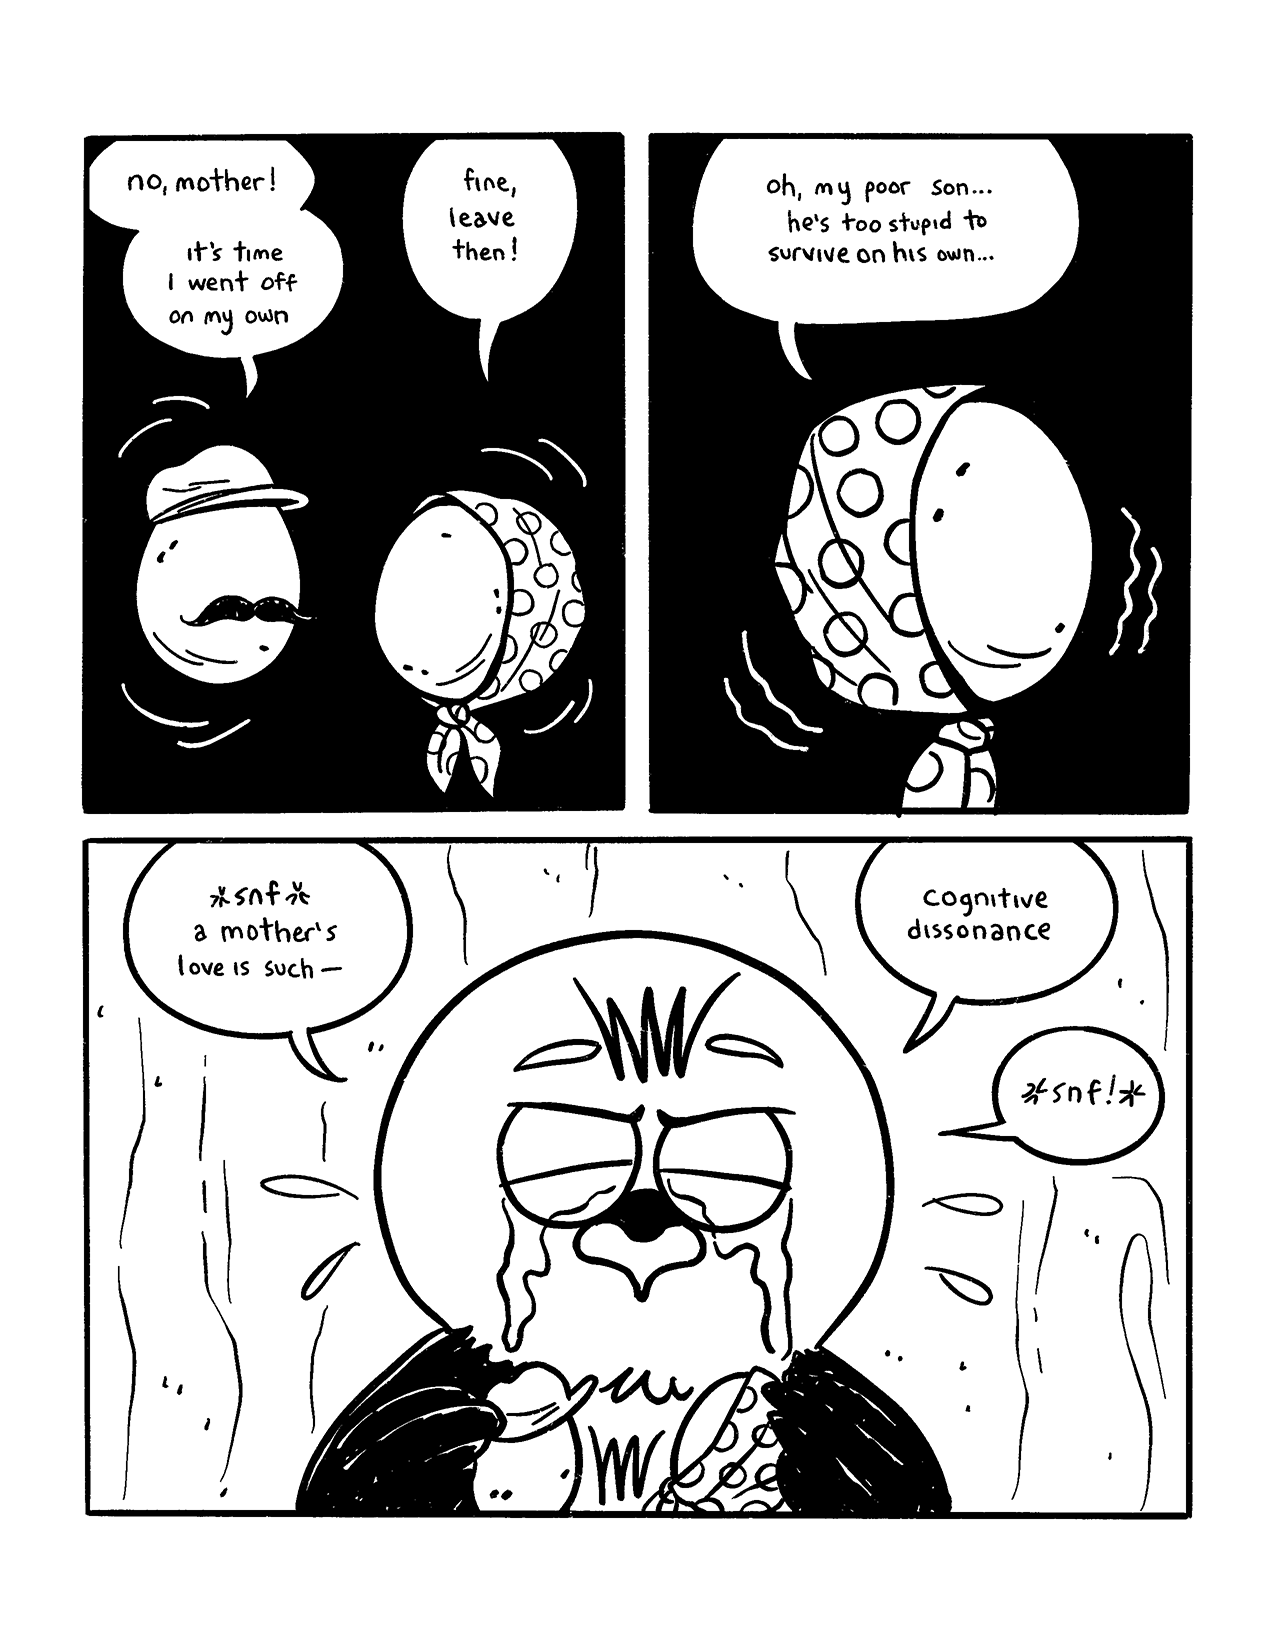 no, mother!
it's time
I went off
on my own
fine,
leave
then!
oh, my poor son...
he's too stupid to
survive on his own...
*snf*
a mother's
love is such—
cognitive
dissonance
*snf!*